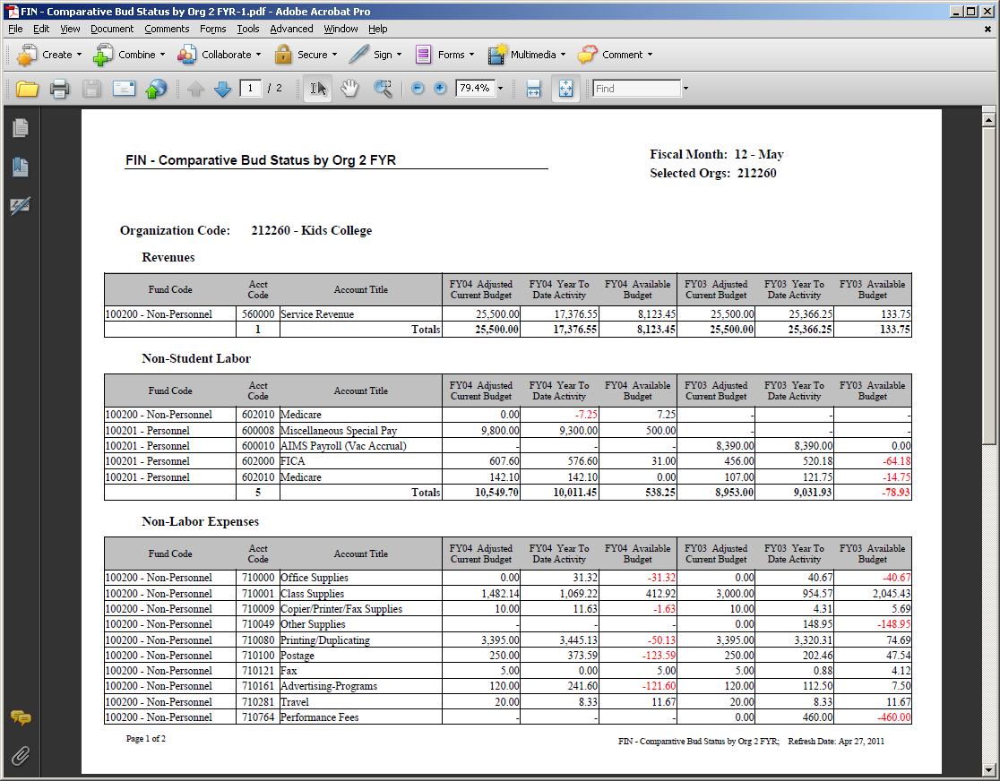 FIN - Comparative Bud Status by Org 2 FYR-1.pdf - Adobe Acrobat Pro
File Edit View Document Comments Forms Tools Advanced Window Help
Create Combine Collaborate Secure Sign Forms Multimedia Comment
1 / 2 79.4% Find
FIN - Comparative Bud Status by Org 2 FYR
Fiscal Month: 12 - May
Selected Orgs: 212260
Organization Code: 212260 - Kids College
Revenues
Fund Code Acct Code Account Title FY04 Adjusted Current Budget FY04 Year To Date Activity FY04 Available Budget FY03 Adjusted Current Budget FY03 Year To Date Activity FY03 Available Budget
100200 - Non-Personnel 560000 Service Revenue 25,500.00 17,376.55 8,123.45 25,500.00 25,366.25 133.75
1 Totals 25,500.00 17,376.55 8,123.45 25,500.00 25,366.25 133.75
Non-Student Labor
Fund Code Acct Code Account Title FY04 Adjusted Current Budget FY04 Year To Date Activity FY04 Available Budget FY03 Adjusted Current Budget FY03 Year To Date Activity FY03 Available Budget
100200 - Non-Personnel 602010 Medicare 0.00 -7.25 7.25 - - -
100201 - Personnel 600008 Miscellaneous Special Pay 9,800.00 9,300.00 500.00 - - -
100201 - Personnel 600010 AIMS Payroll (Vac Accrual) - - - 8,390.00 8,390.00 0.00
100201 - Personnel 602000 FICA 607.60 576.60 31.00 456.00 520.18 -64.18
100201 - Personnel 602010 Medicare 142.10 142.10 0.00 107.00 121.75 -14.75
5 Totals 10,549.70 10,011.45 538.25 8,953.00 9,031.93 -78.93
Non-Labor Expenses
Fund Code Acct Code Account Title FY04 Adjusted Current Budget FY04 Year To Date Activity FY04 Available Budget FY03 Adjusted Current Budget FY03 Year To Date Activity FY03 Available Budget
100200 - Non-Personnel 710000 Office Supplies 0.00 31.32 -31.32 0.00 40.67 -40.67
100200 - Non-Personnel 710001 Class Supplies 1,482.14 1,069.22 412.92 3,000.00 954.57 2,045.43
100200 - Non-Personnel 710009 Copier/Printer/Fax Supplies 10.00 11.63 -1.63 10.00 4.31 5.69
100200 - Non-Personnel 710049 Other Supplies - - - 0.00 148.95 -148.95
100200 - Non-Personnel 710080 Printing/Duplicating 3,395.00 3,445.13 -50.13 3,395.00 3,320.31 74.69
100200 - Non-Personnel 710100 Postage 250.00 373.59 -123.59 250.00 202.46 47.54
100200 - Non-Personnel 710121 Fax 5.00 0.00 5.00 5.00 0.88 4.12
100200 - Non-Personnel 710161 Advertising-Programs 120.00 241.60 -121.60 120.00 112.50 7.50
100200 - Non-Personnel 710281 Travel 20.00 8.33 11.67 20.00 8.33 11.67
100200 - Non-Personnel 710764 Performance Fees - - - 0.00 460.00 -460.00
Page 1 of 2
FIN - Comparative Bud Status by Org 2 FYR; Refresh Date: Apr 27, 2011